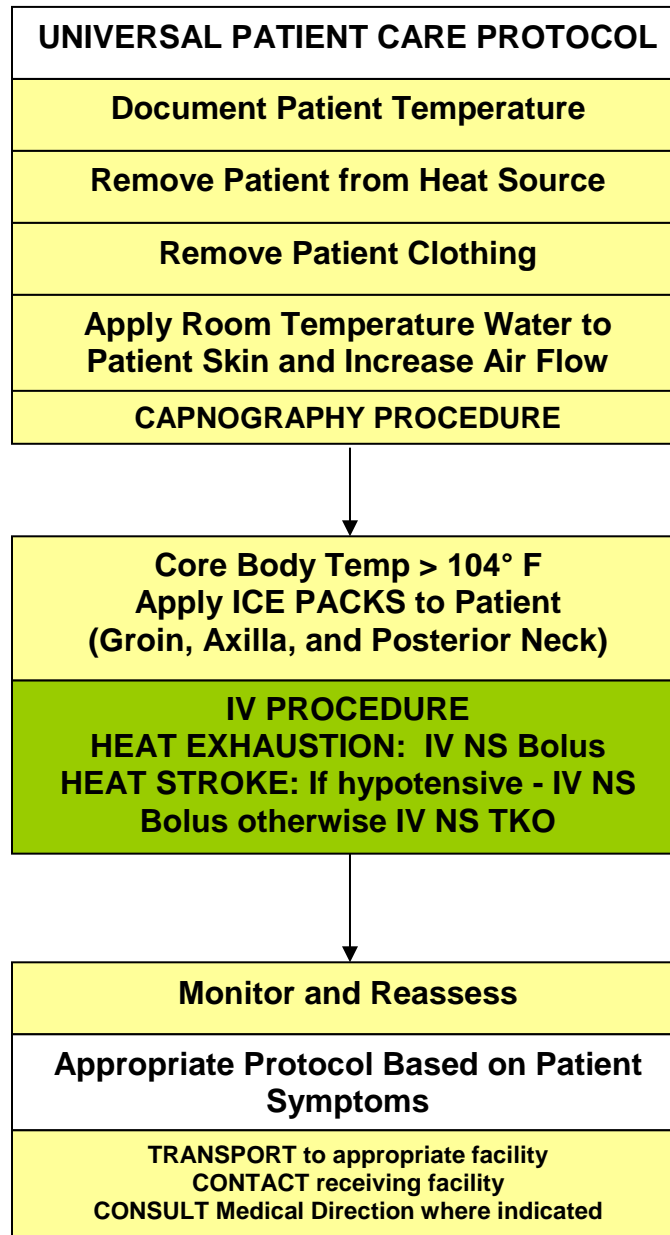 UNIVERSAL PATIENT CARE PROTOCOL
Document Patient Temperature
Remove Patient from Heat Source
Remove Patient Clothing
Apply Room Temperature Water to
Patient Skin and Increase Air Flow
CAPNOGRAPHY PROCEDURE
Core Body Temp > 104° F
Apply ICE PACKS to Patient
(Groin, Axilla, and Posterior Neck)
IV PROCEDURE
HEAT EXHAUSTION: IV NS Bolus
HEAT STROKE: If hypotensive - IV NS
Bolus otherwise IV NS TKO
Monitor and Reassess
Appropriate Protocol Based on Patient
Symptoms
TRANSPORT to appropriate facility
CONTACT receiving facility
CONSULT Medical Direction where indicated